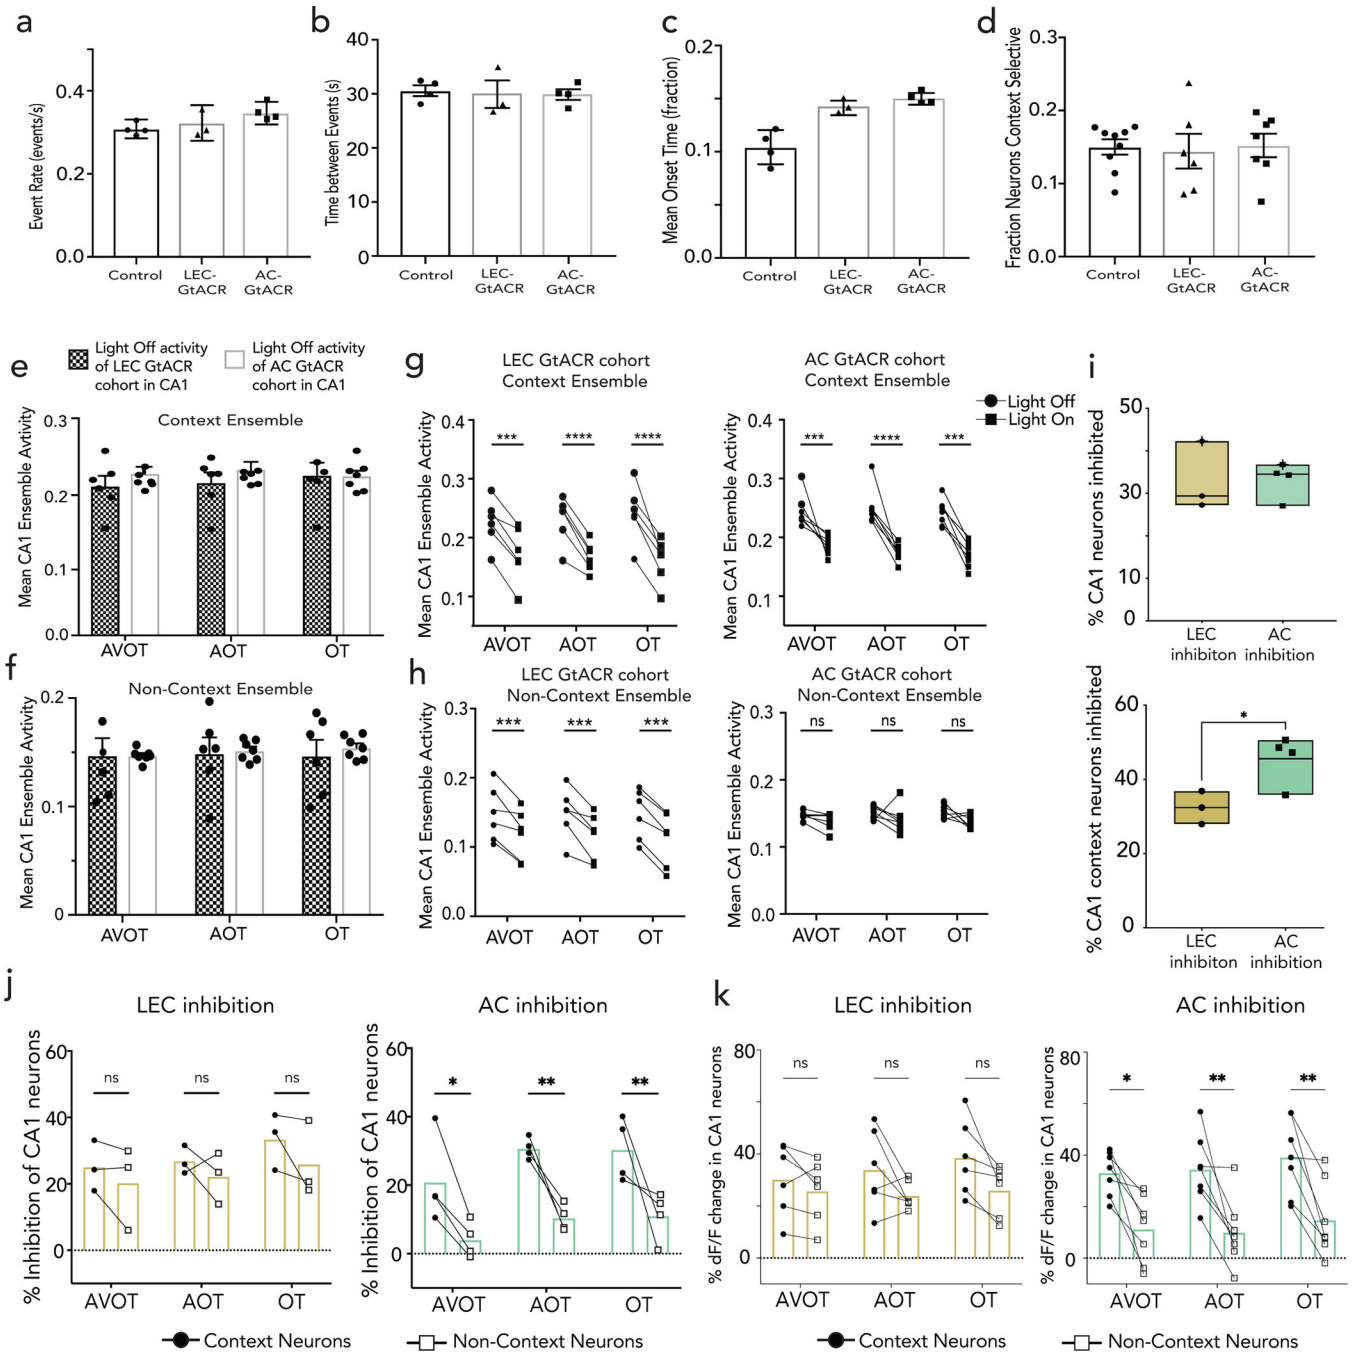 a
Event Rate (events/s)
0.4
0.2
0.0
Control
LEC-
GtACR
AC-
GtACR
b
Time between Events (s)
40
30
20
10
0
Control
LEC-
GtACR
AC-
GtACR
c
Mean Onset Time (fraction)
0.2
0.1
0.0
Control
LEC-
GtACR
AC-
GtACR
d
Fraction Neurons Context Selective
0.3
0.2
0.1
0.0
Control
LEC-
GtACR
AC-
GtACR
e
Light Off activity
of LEC GtACR
cohort in CA1
Light Off activity
of AC GtACR
cohort in CA1
Context Ensemble
Mean CA1 Ensemble Avtivity
0.3
0.2
0.1
0.0
AVOT
AOT
OT
f
Non-Context Ensemble
Mean CA1 Ensemble Avtivity
0.2
0.1
0
AVOT
AOT
OT
g
LEC GtACR cohort
Context Ensemble
Mean CA1 Ensemble Activity
0.4
0.3
0.2
0.1
*** **** ****
AVOT
AOT
OT
AC GtACR cohort
Context Ensemble
Light Off
Light On
Mean CA1 Ensemble Activity
0.4
0.3
0.2
0.1
*** **** ***
AVOT
AOT
OT
h
LEC GtACR cohort
Non-Context Ensemble
Mean CA1 Ensemble Activity
0.3
0.2
0.1
0.0
*** *** ***
AVOT
AOT
OT
AC GtACR cohort
Non-Context Ensemble
Mean CA1 Ensemble Activity
0.3
0.2
0.1
0.0
ns ns ns
AVOT
AOT
OT
i
% CA1 neurons inhibited
50
30
10
0
LEC
inhibiton
AC
inhibition
% CA1 context neurons inhibited
60
40
20
0
*
LEC
inhibiton
AC
inhibition
j
LEC inhibition
% Inhibition of CA1 neurons
60
40
20
0
ns ns ns
AVOT
AOT
OT
AC inhibition
% Inhibition of CA1 neurons
60
40
20
0
* ** **
AVOT
AOT
OT
Context Neurons
Non-Context Neurons
k
LEC inhibition
% dF/F change in CA1 neurons
80
40
0
ns ns ns
AVOT
AOT
OT
AC inhibition
% dF/F change in CA1 neurons
80
40
0
* ** **
AVOT
AOT
OT
Context Neurons
Non-Context Neurons